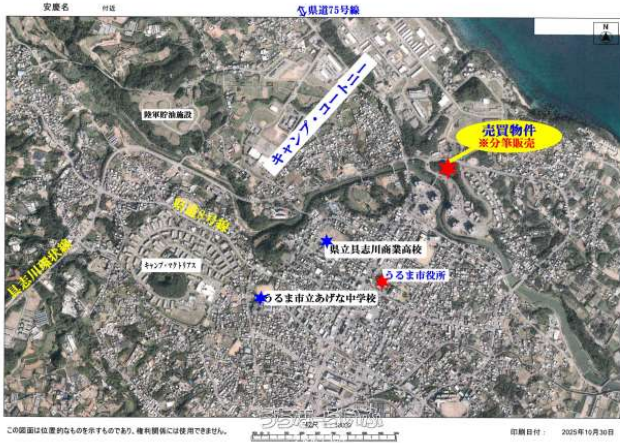 安慶名 付近
⇕県道75号線
N
陸軍貯油施設
キャンプ・コートニー
売買物件
※分筆販売
県道8号線
県立具志川商業高校
キャンプ・マクトリアス
具志川環状線
うるま市役所
うるま市立あげな中学校
この図面は位置的なものを示すものであり、権利関係には使用できません。
印刷日付： 2025年10月30日